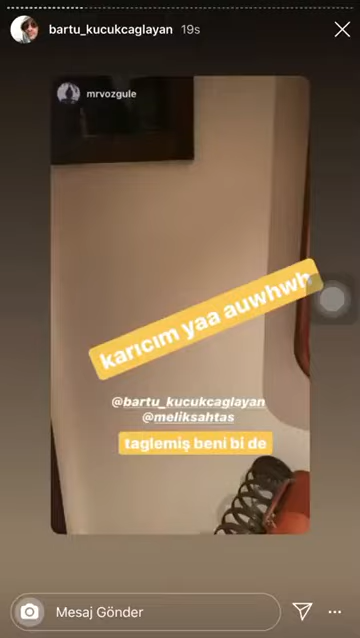 bartu_kucukcaglayan 19s
mrvozgule
karıcım yaa auwhwh
@bartu_kucukcaglayan
@meliksahtas
taglemiş beni bi de
Mesaj Gönder